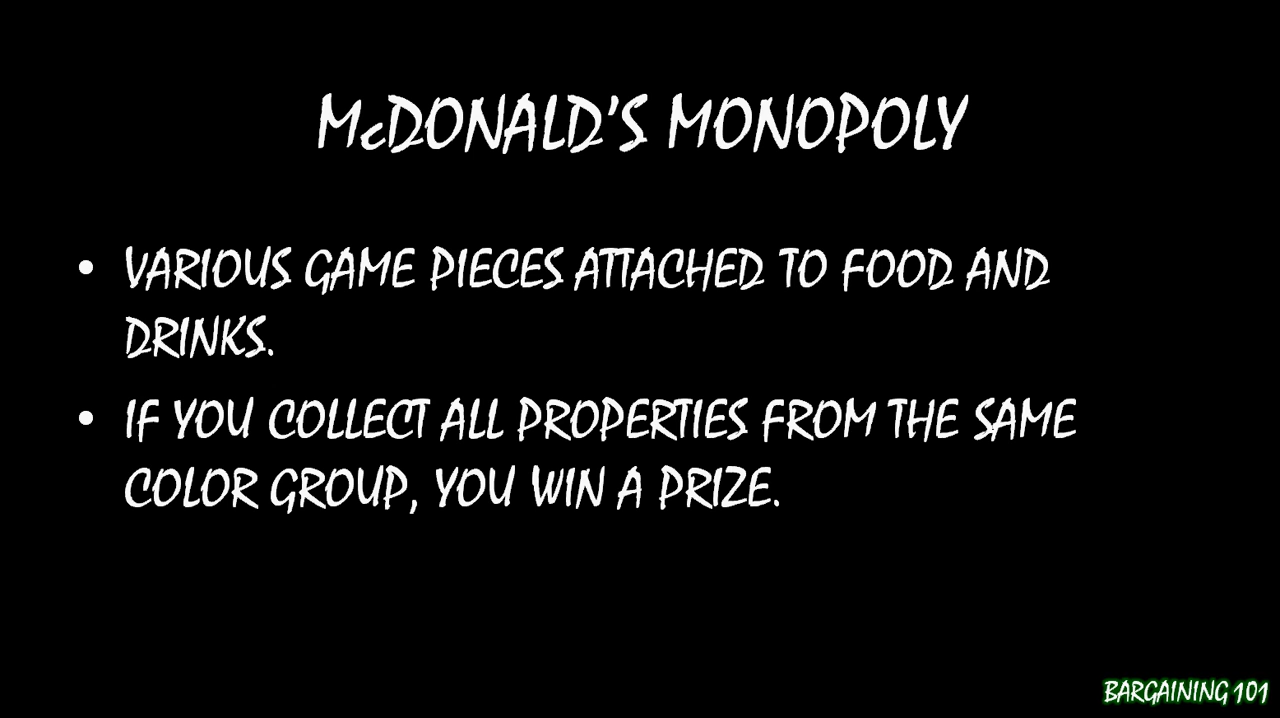 McDONALD'S MONOPOLY
• VARIOUS GAME PIECES ATTACHED TO FOOD AND
DRINKS.
• IF YOU COLLECT ALL PROPERTIES FROM THE SAME
COLOR GROUP, YOU WIN A PRIZE.
BARGAINING 101